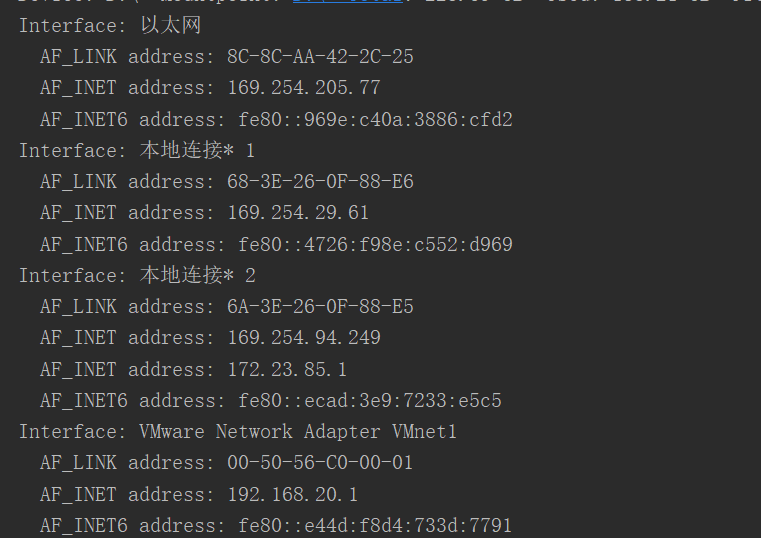 Interface: 以太网
AF_LINK address: 8C-8C-AA-42-2C-25
AF_INET address: 169.254.205.77
AF_INET6 address: fe80::969e:c40a:3886:cfd2
Interface: 本地连接* 1
AF_LINK address: 68-3E-26-0F-88-E6
AF_INET address: 169.254.29.61
AF_INET6 address: fe80::4726:f98e:c552:d969
Interface: 本地连接* 2
AF_LINK address: 6A-3E-26-0F-88-E5
AF_INET address: 169.254.94.249
AF_INET address: 172.23.85.1
AF_INET6 address: fe80::ecad:3e9:7233:e5c5
Interface: VMware Network Adapter VMnet1
AF_LINK address: 00-50-56-C0-00-01
AF_INET address: 192.168.20.1
AF_INET6 address: fe80::e44d:f8d4:733d:7791